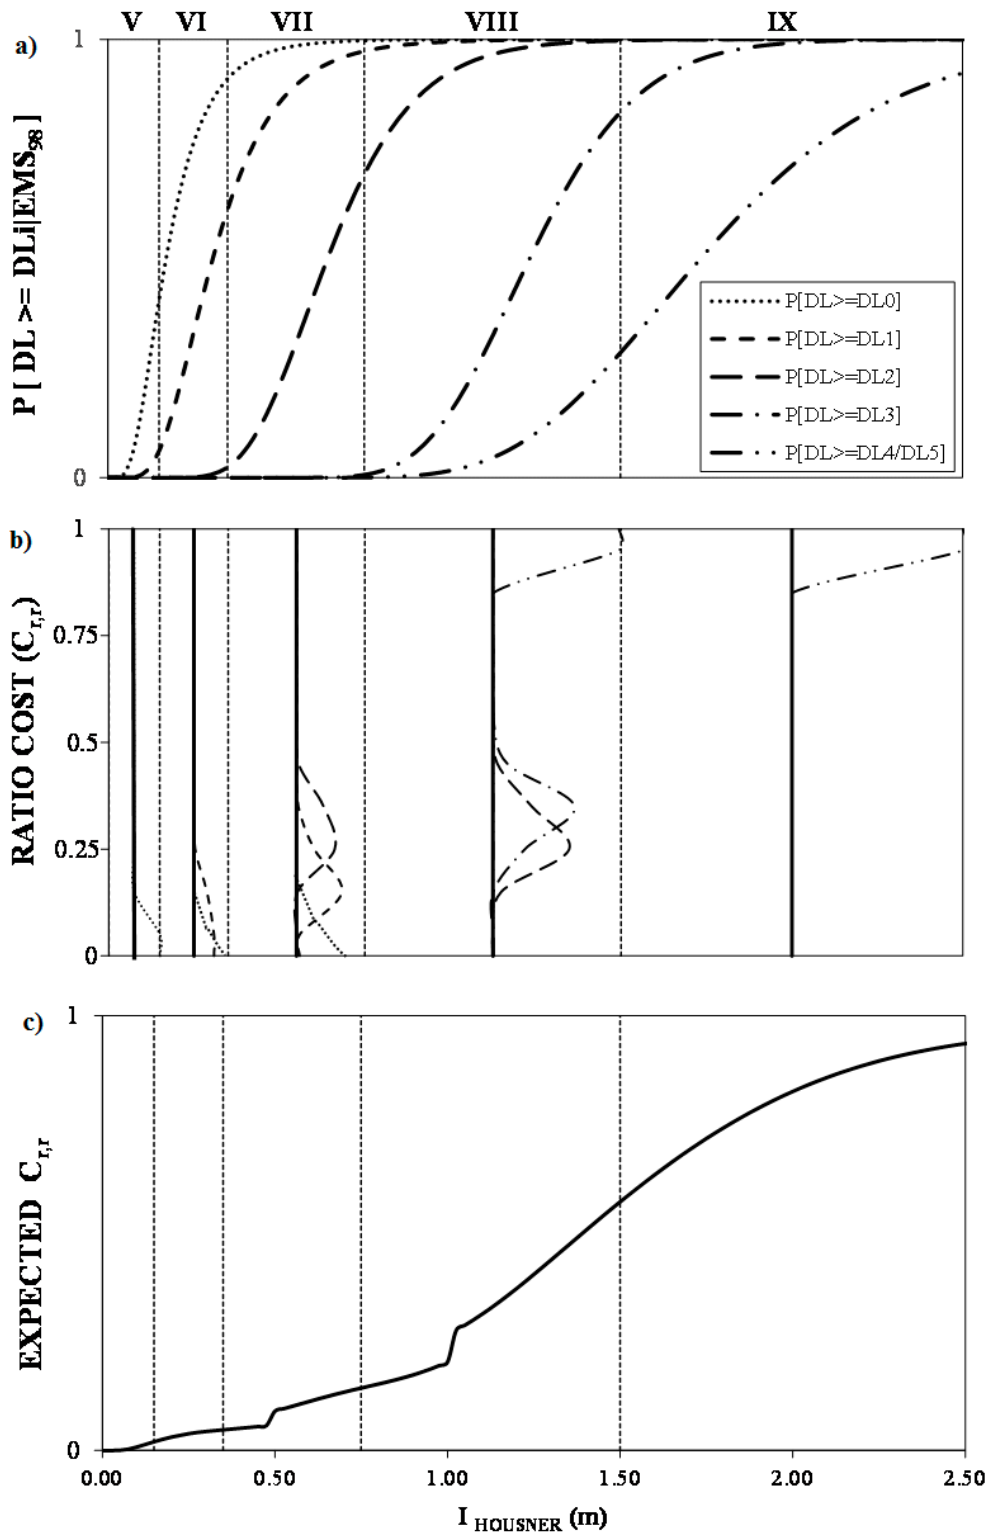 V VI VII VIII IX
a)
1
P [ DL >= DLi|EMS98 ]
P[DL>=DL0]
P[DL>=DL1]
P[DL>=DL2]
P[DL>=DL3]
P[DL>=DL4/DL5]
0
b)
1
0.75
0.5
0.25
0
RATIO COST (Cr,r)
c)
1
EXPECTED Cr,r
0
0.00 0.50 1.00 1.50 2.00 2.50
I HOUSNER (m)